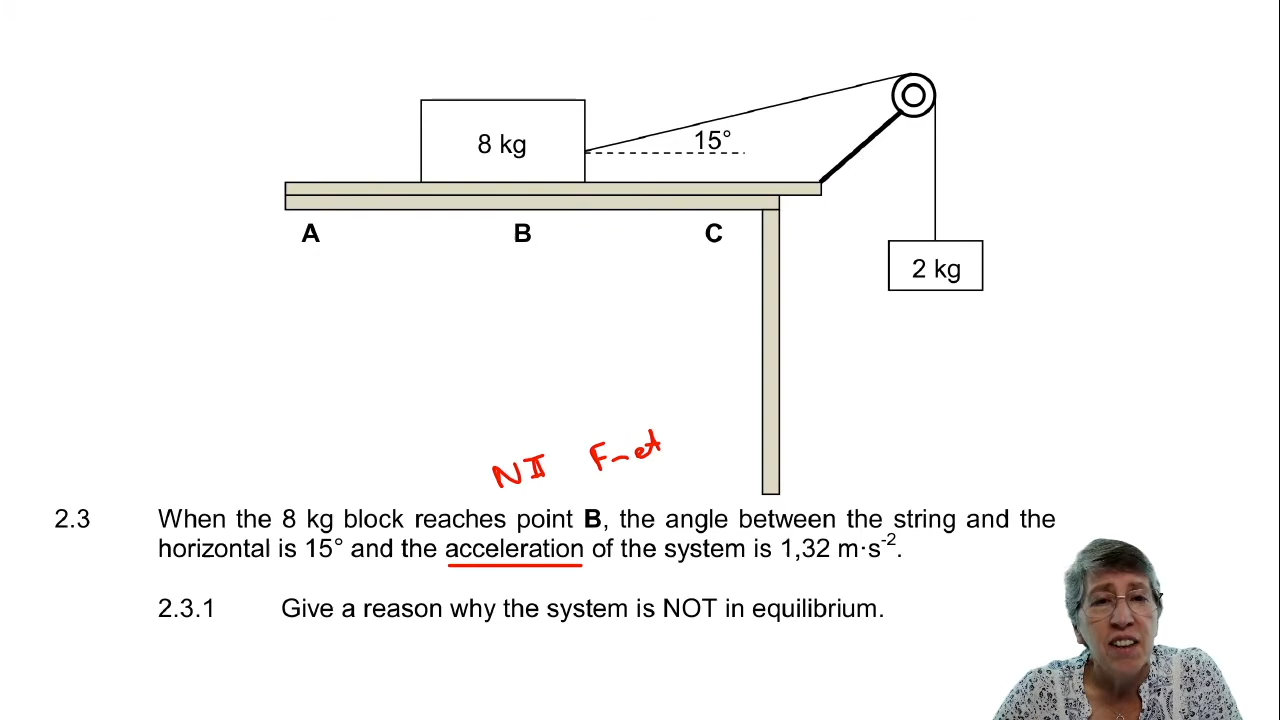 8 kg
15°
A B C
2 kg
NII Fnet
2.3 When the 8 kg block reaches point B, the angle between the string and the
horizontal is 15° and the acceleration of the system is 1,32 m·s-2.
2.3.1 Give a reason why the system is NOT in equilibrium.